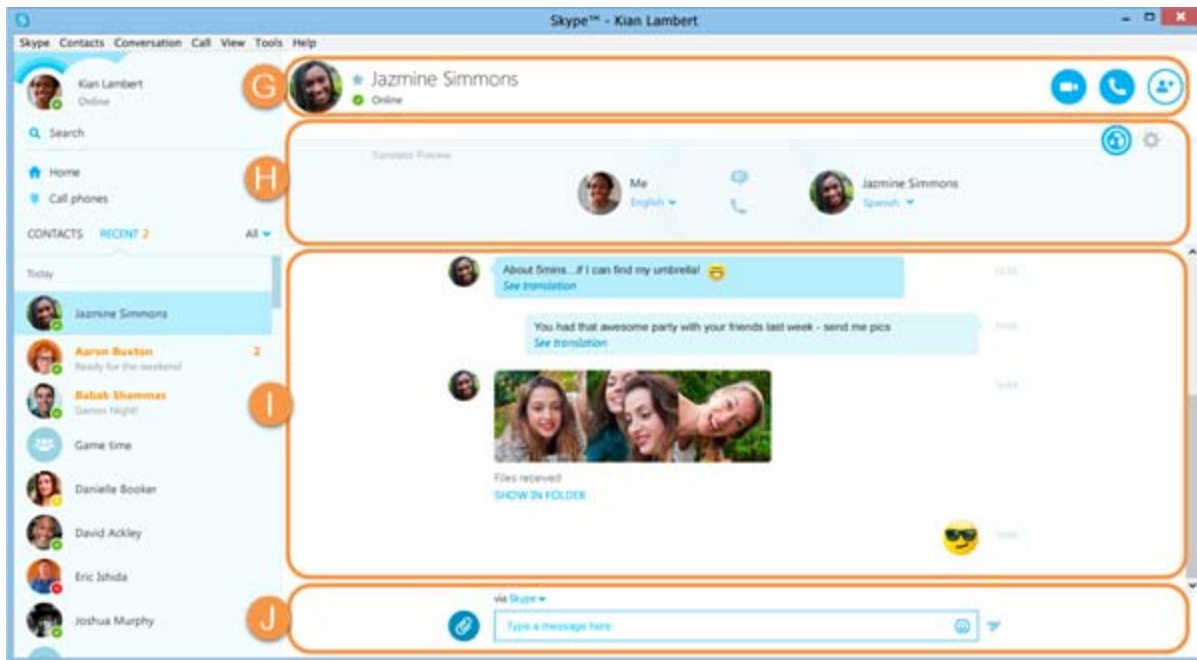 Skype™ - Kian Lambert
Skype Contacts Conversation Call View Tools Help
Kian Lambert
Online
Search
Home
Call phones
CONTACTS RECENT 2 All
Today
Jazmine Simmons
Aaron Buxton 2
Ready for the weekend
Babak Shammas
Games Night!
Game time
Danielle Booker
David Ackley
Eric Ishida
Joshua Murphy
G
Jazmine Simmons
Online
H
Translator Preview
Me
English
Jazmine Simmons
Spanish
I
About 5mins...if I can find my umbrella!
See translation
You had that awesome party with your friends last week - send me pics
See translation
Files received
SHOW IN FOLDER
J
via Skype
Type a message here